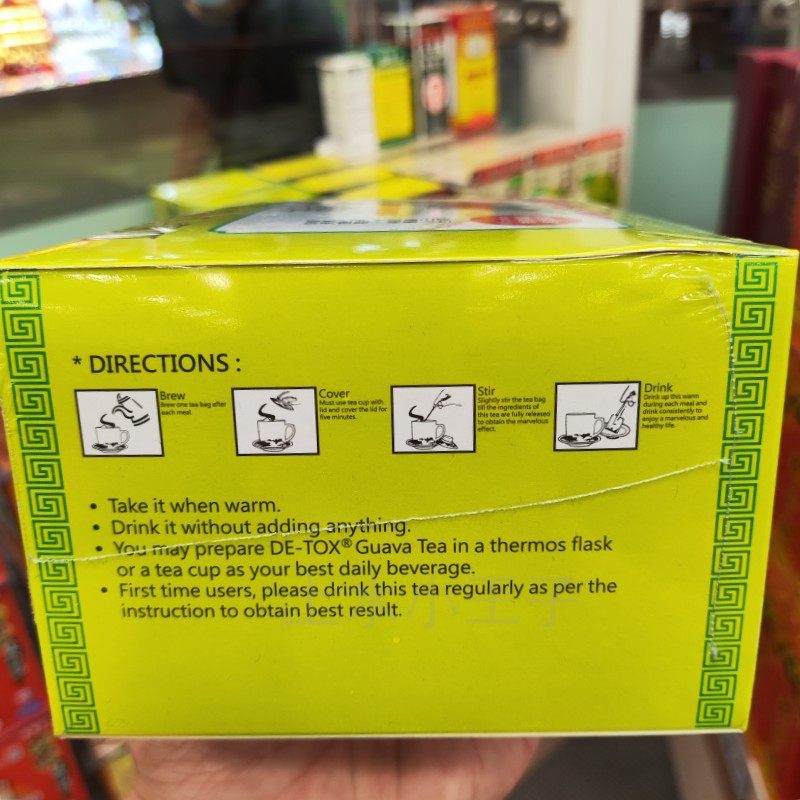 * DIRECTIONS :
Brew
Brew one tea bag after
each meal.
Cover
Must use tea cup with
lid and cover the lid for
five minutes.
Stir
Slightly stir the tea bag
till the ingredients of
this tea are fully released
to obtain the marvelous
effect.
Drink
Drink up this warm
during each meal and
drink consistently to
enjoy a marvelous and
healthy life.
• Take it when warm.
• Drink it without adding anything.
• You may prepare DE-TOX® Guava Tea in a thermos flask
or a tea cup as your best daily beverage.
• First time users, please drink this tea regularly as per the
instruction to obtain best result.